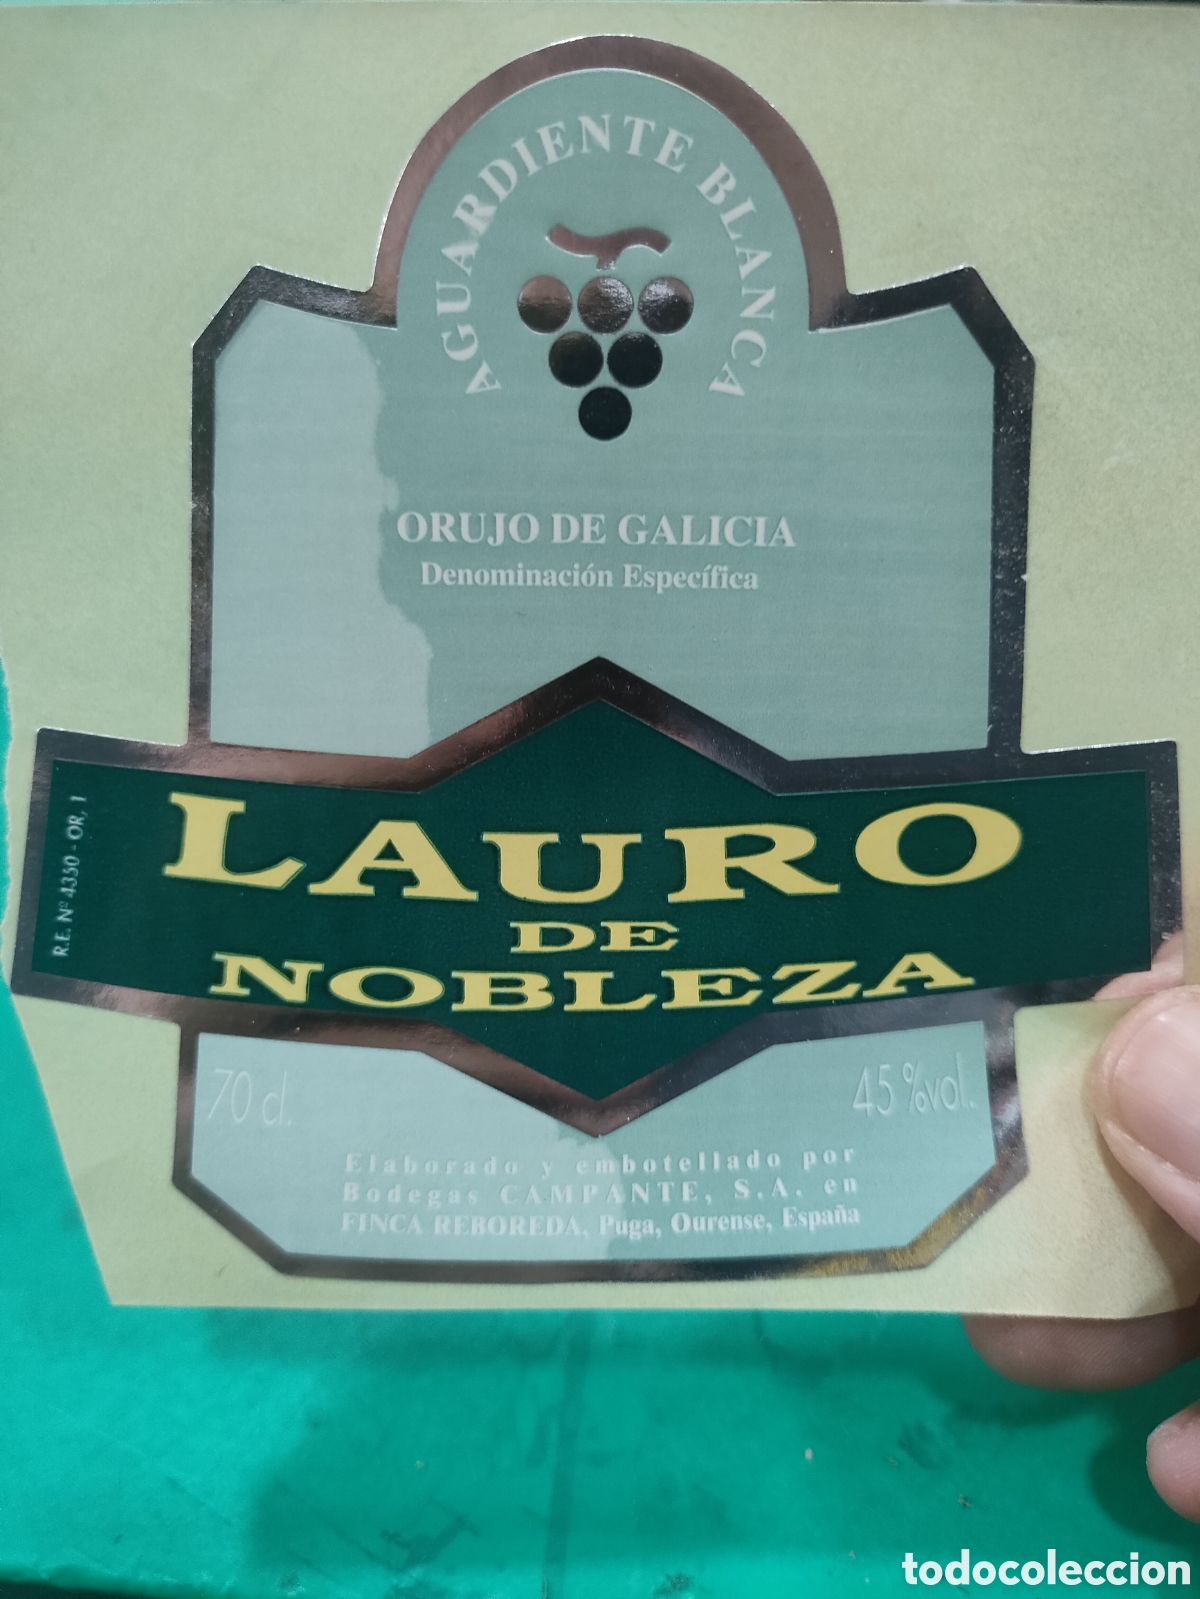 AGUARDIENTE BLANCA
ORUJO DE GALICIA
Denominación Específica
R.E. Nº 4350 - OR, 1
LAURO
DE
NOBLEZA
70 cl.
45 %vol.
Elaborado y embotellado por
Bodegas CAMPANTE, S.A. en
FINCA REBOREDA, Puga, Ourense, España
todocoleccion